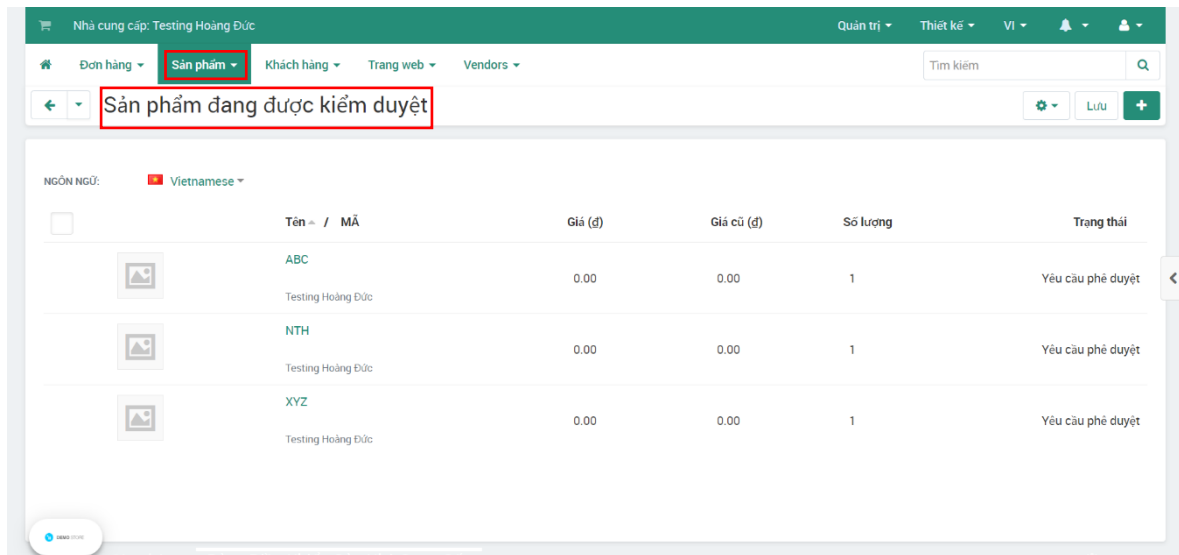 Nhà cung cấp: Testing Hoàng Đức Quản trị Thiết kế VI
Đơn hàng Sản phẩm Khách hàng Trang web Vendors Tìm kiếm
Sản phẩm đang được kiểm duyệt Lưu
NGÔN NGỮ: Vietnamese
Tên / MÃ Giá (₫) Giá cũ (₫) Số lượng Trạng thái
ABC
0.00 0.00 1 Yêu cầu phê duyệt
Testing Hoàng Đức
NTH
0.00 0.00 1 Yêu cầu phê duyệt
Testing Hoàng Đức
XYZ
0.00 0.00 1 Yêu cầu phê duyệt
Testing Hoàng Đức